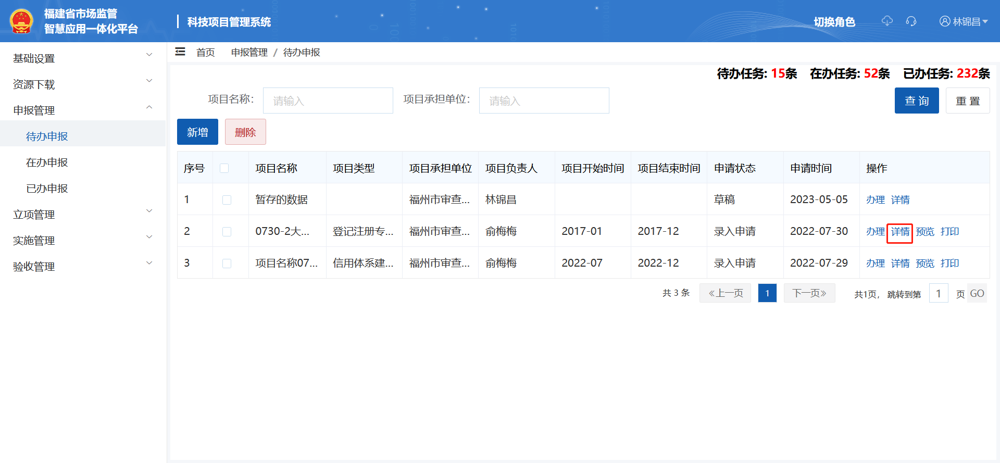 福建省市场监管
智慧应用一体化平台
科技项目管理系统
切换角色
林锦昌
基础设置
资源下载
申报管理
待办申报
在办申报
已办申报
立项管理
实施管理
验收管理
首页 申报管理 / 待办申报
待办任务: 15条 在办任务: 52条 已办任务: 232条
项目名称: 请输入 项目承担单位: 请输入 查 询 重 置
新增 删除
序号 项目名称 项目类型 项目承担单位 项目负责人 项目开始时间 项目结束时间 申请状态 申请时间 操作
1 暂存的数据 福州市审查... 林锦昌 草稿 2023-05-05 办理 详情
2 0730-2大... 登记注册专... 福州市审查... 俞梅梅 2017-01 2017-12 录入申请 2022-07-30 办理 详情 预览 打印
3 项目名称07... 信用体系建... 福州市审查... 俞梅梅 2022-07 2022-12 录入申请 2022-07-29 办理 详情 预览 打印
共 3 条 «上一页 1 下一页» 共1页， 跳转到第 1 页 GO